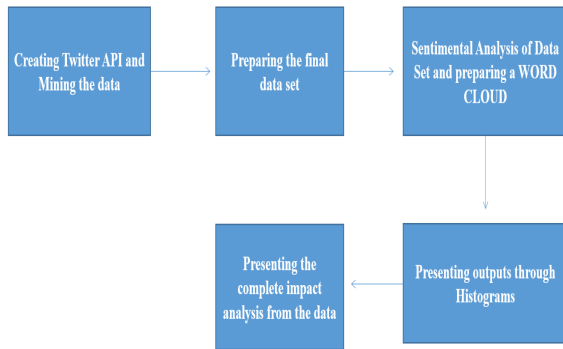 Creating Twitter API and
Mining the data
Preparing the final
data set
Sentimental Analysis of Data
Set and preparing a WORD
CLOUD
Presenting outputs through
Histograms
Presenting the
complete impact
analysis from the data